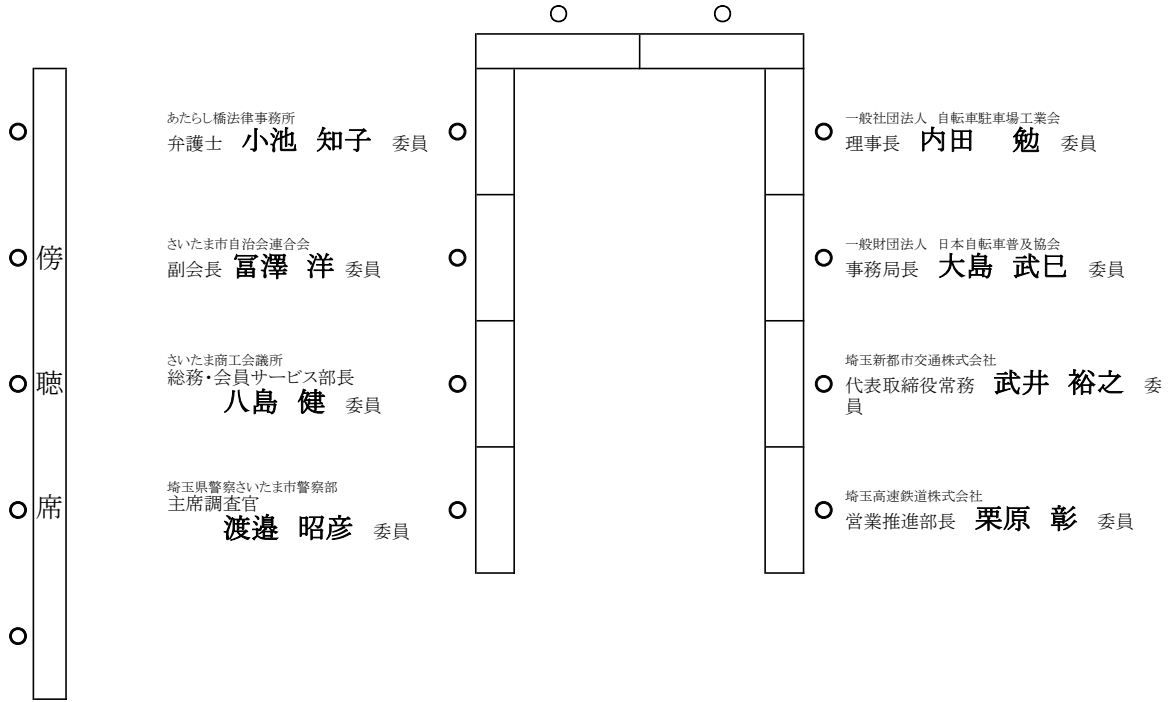 傍
聴
席
あたらし橋法律事務所
弁護士 小池 知子 委員
さいたま市自治会連合会
副会長 冨澤 洋 委員
さいたま商工会議所
総務・会員サービス部長
八島 健 委員
埼玉県警察さいたま市警察部
主席調査官
渡邉 昭彦 委員
一般社団法人 自転車駐車場工業会
理事長 内田 勉 委員
一般財団法人 日本自転車普及協会
事務局長 大島 武巳 委員
埼玉新都市交通株式会社
代表取締役常務 武井 裕之 委
員
埼玉高速鉄道株式会社
営業推進部長 栗原 彰 委員